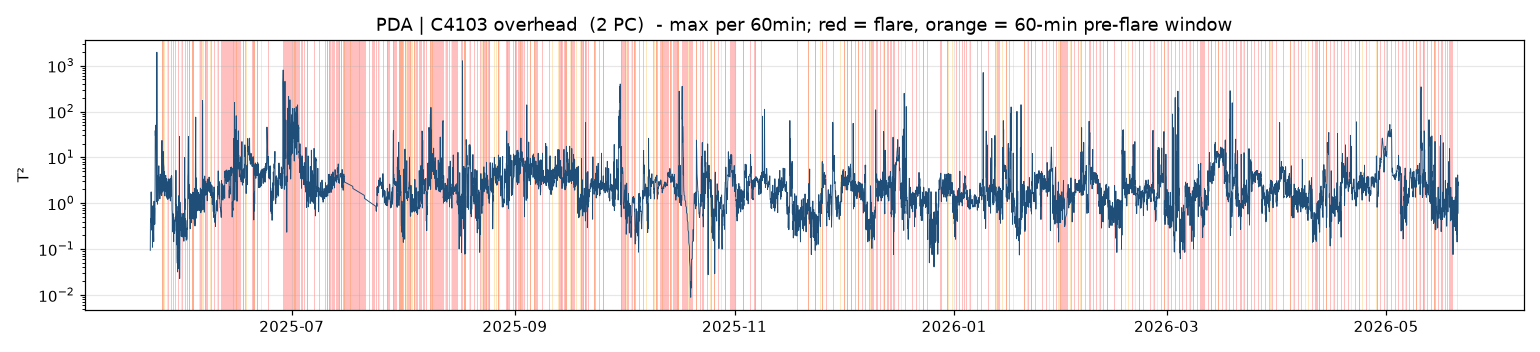 PDA | C4103 overhead  (2 PC)  - max per 60min; red = flare, orange = 60-min pre-flare window
T²
10³
10²
10¹
10⁰
10⁻¹
10⁻²
2025-07 2025-09 2025-11 2026-01 2026-03 2026-05